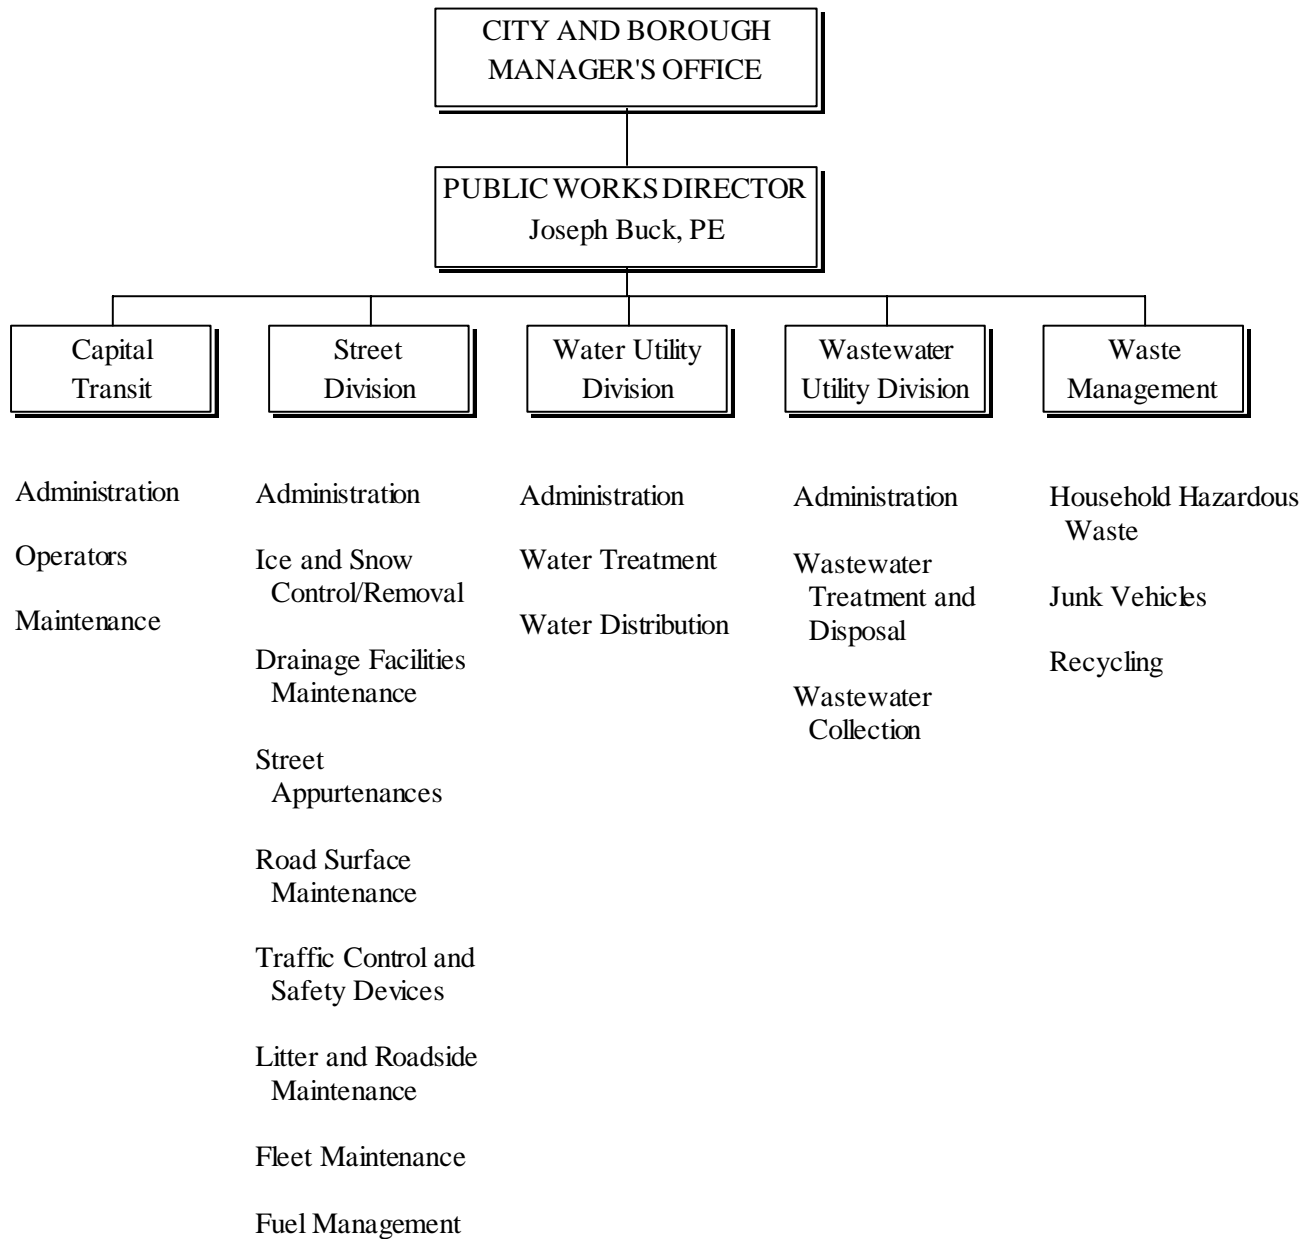 CITY AND BOROUGH
MANAGER'S OFFICE
PUBLIC WORKS DIRECTOR
Joseph Buck, PE
Capital
Transit
Street
Division
Water Utility
Division
Wastewater
Utility Division
Waste
Management
Administration
Operators
Maintenance
Administration
Ice and Snow
Control/Removal
Drainage Facilities
Maintenance
Street
Appurtenances
Road Surface
Maintenance
Traffic Control and
Safety Devices
Litter and Roadside
Maintenance
Fleet Maintenance
Fuel Management
Administration
Water Treatment
Water Distribution
Administration
Wastewater
Treatment and
Disposal
Wastewater
Collection
Household Hazardous
Waste
Junk Vehicles
Recycling